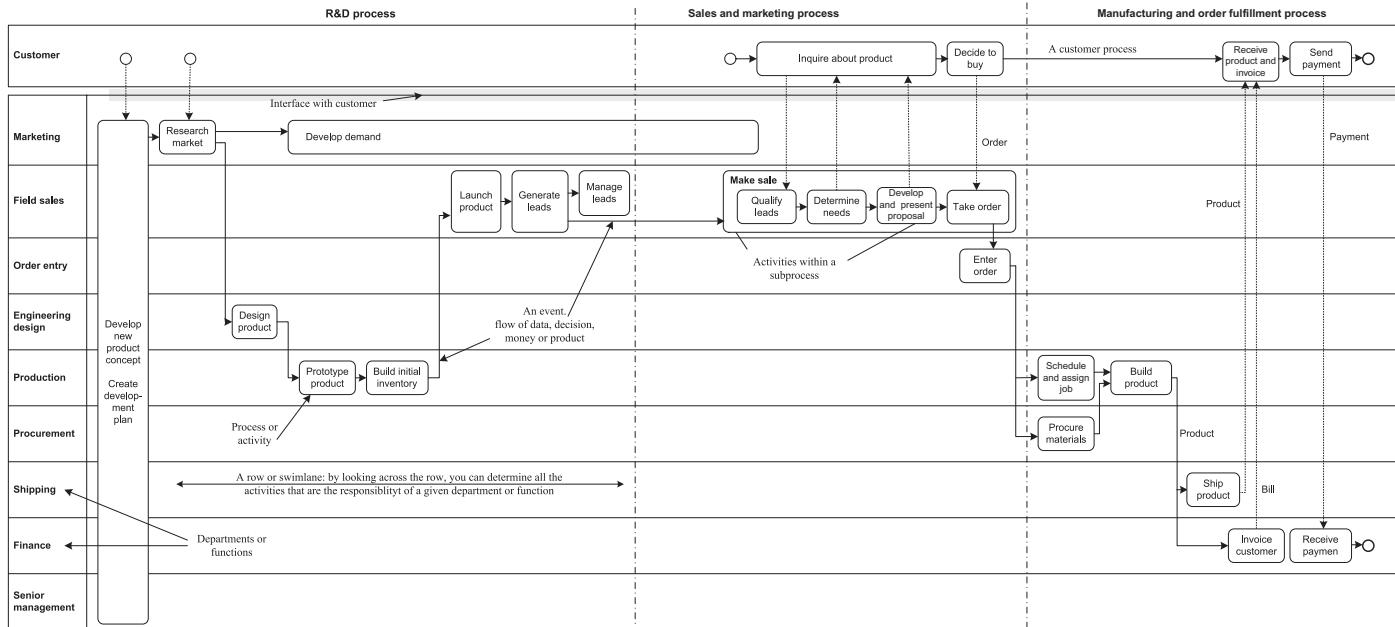 R&D process
Sales and marketing process
Manufacturing and order fulfillment process
Customer
Inquire about product
Decide to
buy
A customer process
Receive
product and
invoice
Send
payment
Interface with customer
Marketing
Research
market
Develop demand
Order
Payment
Field sales
Launch
product
Generate
leads
Manage
leads
Make sale
Qualify
leads
Determine
needs
Develop
and present
proposal
Take order
Product
Order entry
Activities within a
subprocess
Enter
order
Engineering
design
Develop
new
product
concept
Create
develop-
ment
plan
Design
product
An event.
flow of data, decision,
money or product
Production
Prototype
product
Build initial
inventory
Schedule
and assign
job
Build
product
Procurement
Process or
activity
Procure
materials
Product
Shipping
A row or swimlane: by looking across the row, you can determine all the
activities that are the responsiblityt of a given department or function
Ship
product
Bill
Finance
Departments or
functions
Invoice
customer
Receive
paymen
Senior
management